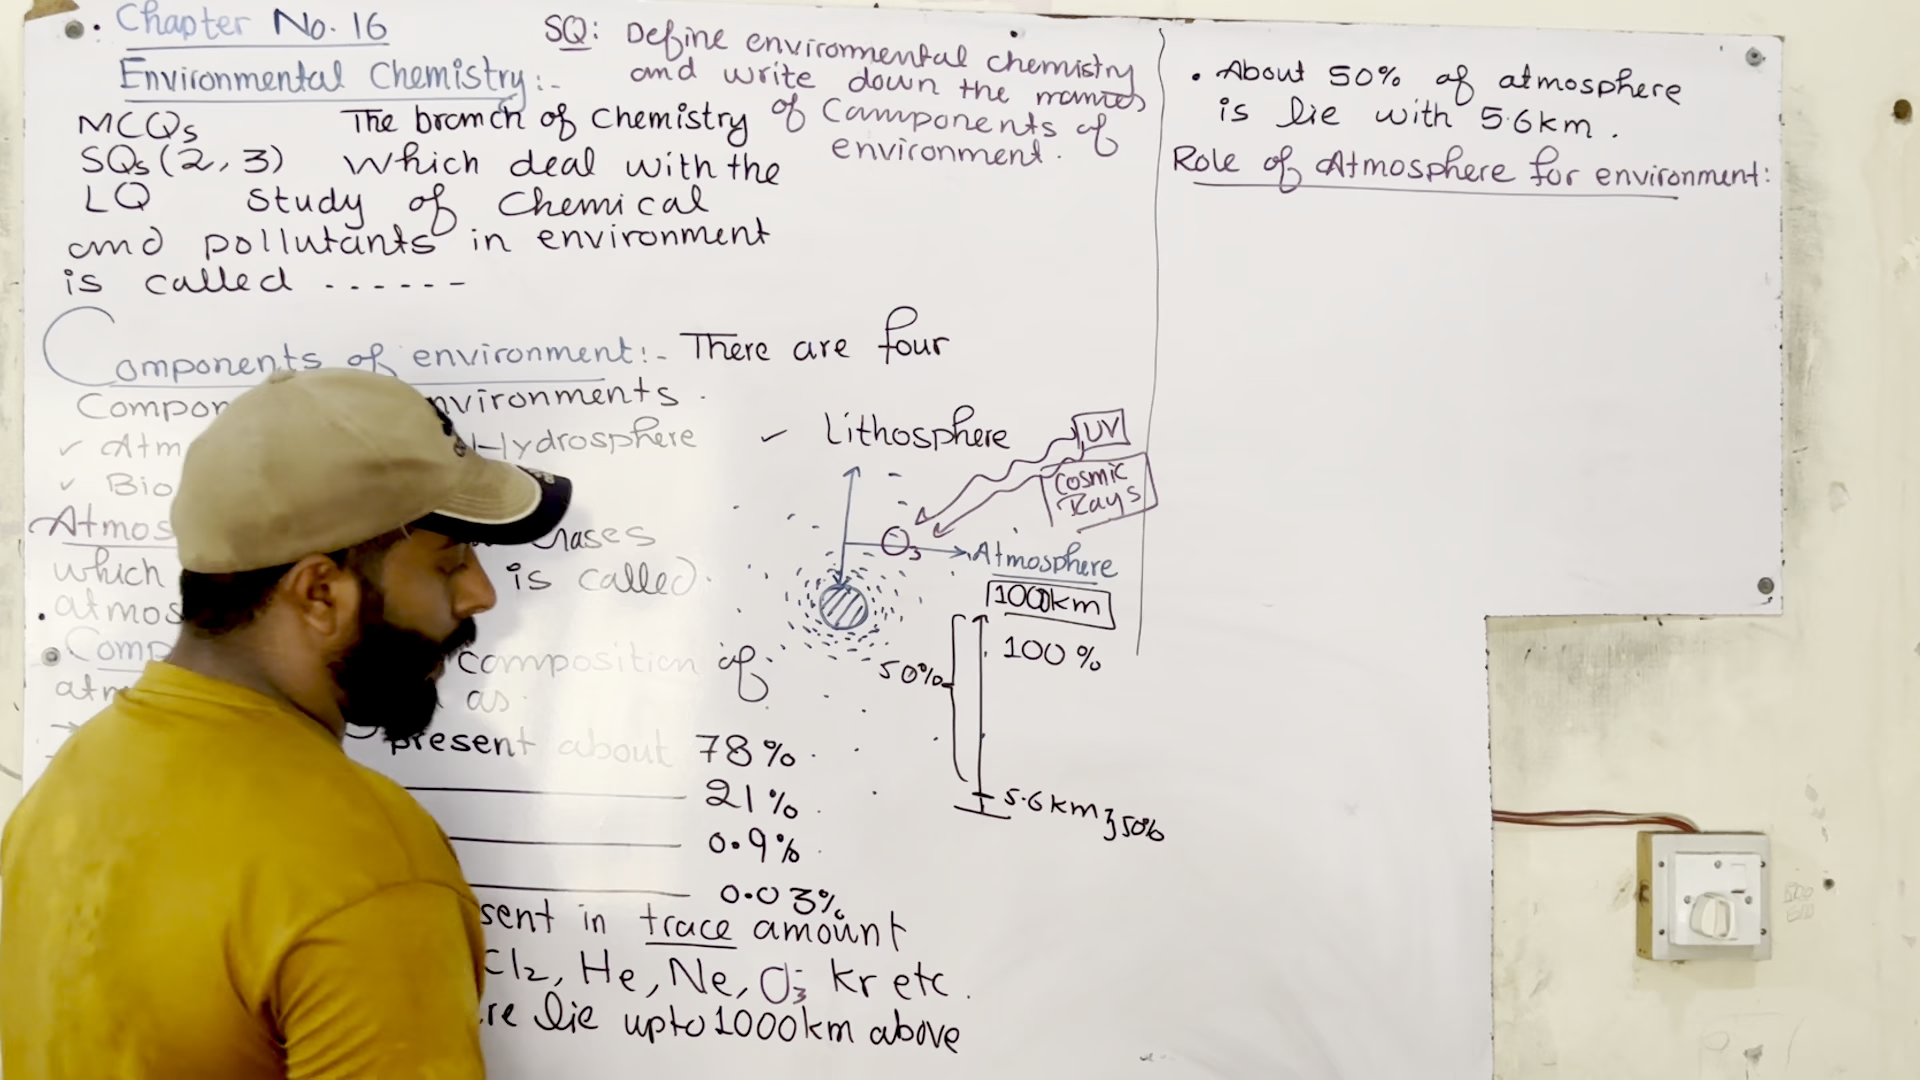 . Chapter No. 16
Environmental Chemistry:-
SQ: Define environmental chemistry
and write down the names
of Components of
environment.
MCQs
SQs (2, 3)
LQ
The branch of chemistry
which deal with the
study of chemical
and pollutants in environment
is called ------
Components of environment:- There are four
Compon nvironments.
✓ Atm Hydrosphere ✓ Lithosphere
✓ Bio
Atmos Gases
which is called
. atmos
Comp composition of
atm as
present about 78%.
21%.
0.9%.
0.03%.
sent in trace amount
Cl2, He, Ne, O3 Kr etc.
re lie upto 1000km above
UV
Cosmic
Rays
O3
Atmosphere
1000km
100%
50%
5.6km } 50%
. About 50% of atmosphere
is lie with 5.6km.
Role of Atmosphere for environment: